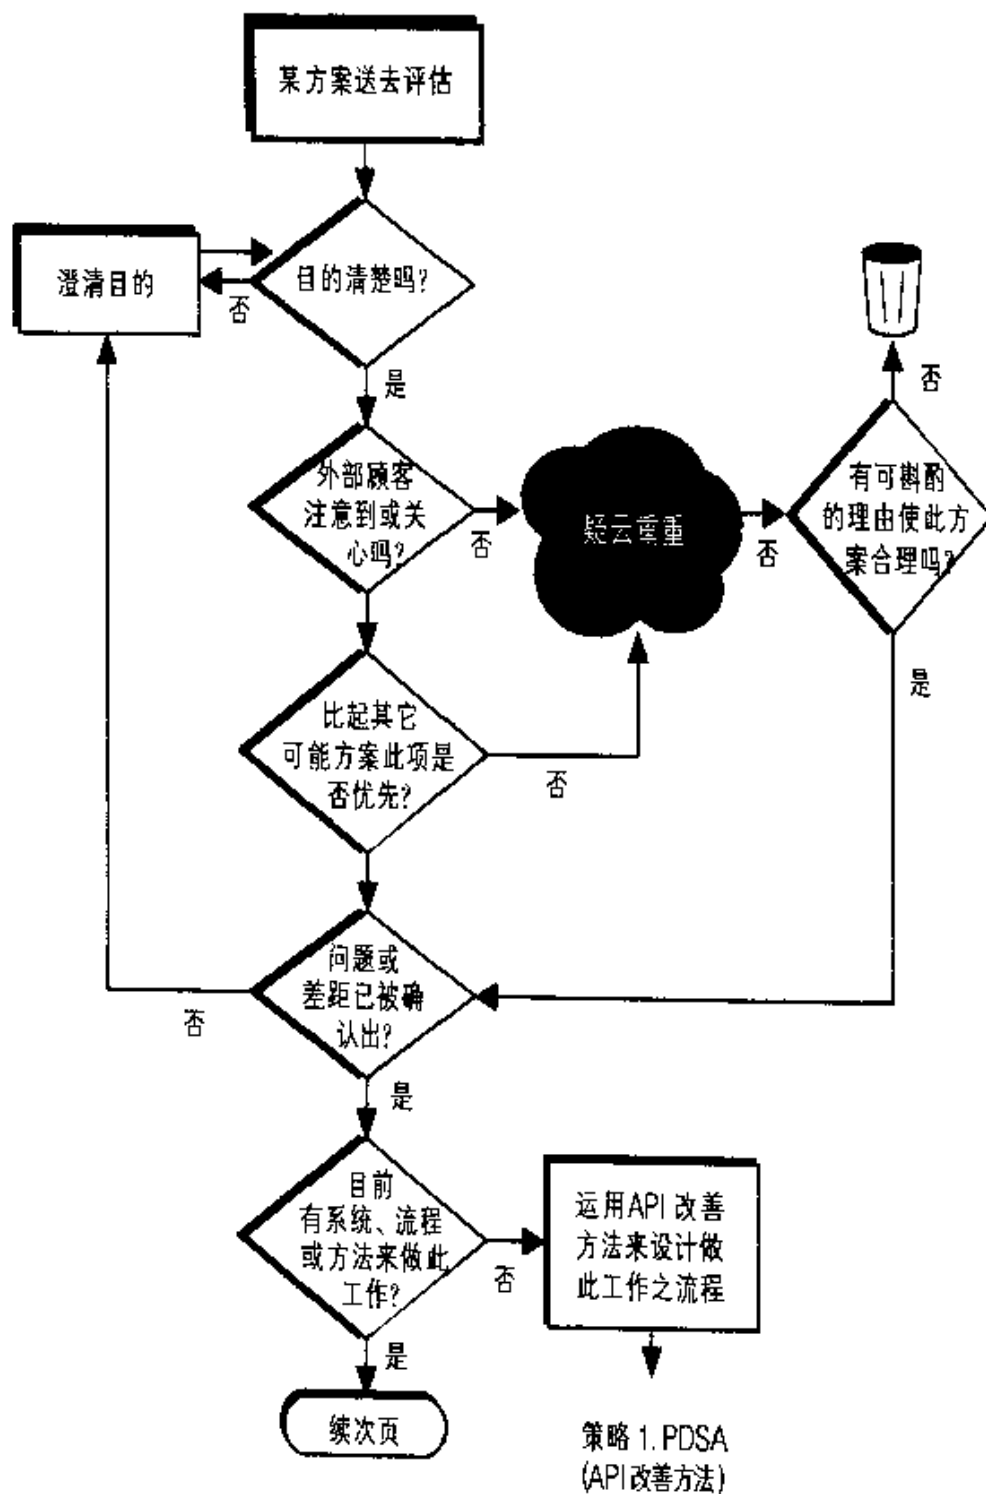 某方案送去评估
目的清楚吗?
澄清目的
否
是
否
外部顾客
注意到或关
心吗?
否
疑云重重
否
有可斟酌
的理由使此方
案合理吗?
是
比起其它
可能方案此项是
否优先?
否
问题或
差距已被确
认出?
否
是
目前
有系统、流程
或方法来做此
工作?
否
运用API改善
方法来设计做
此工作之流程
是
续次页
策略 1. PDSA
(API改善方法)